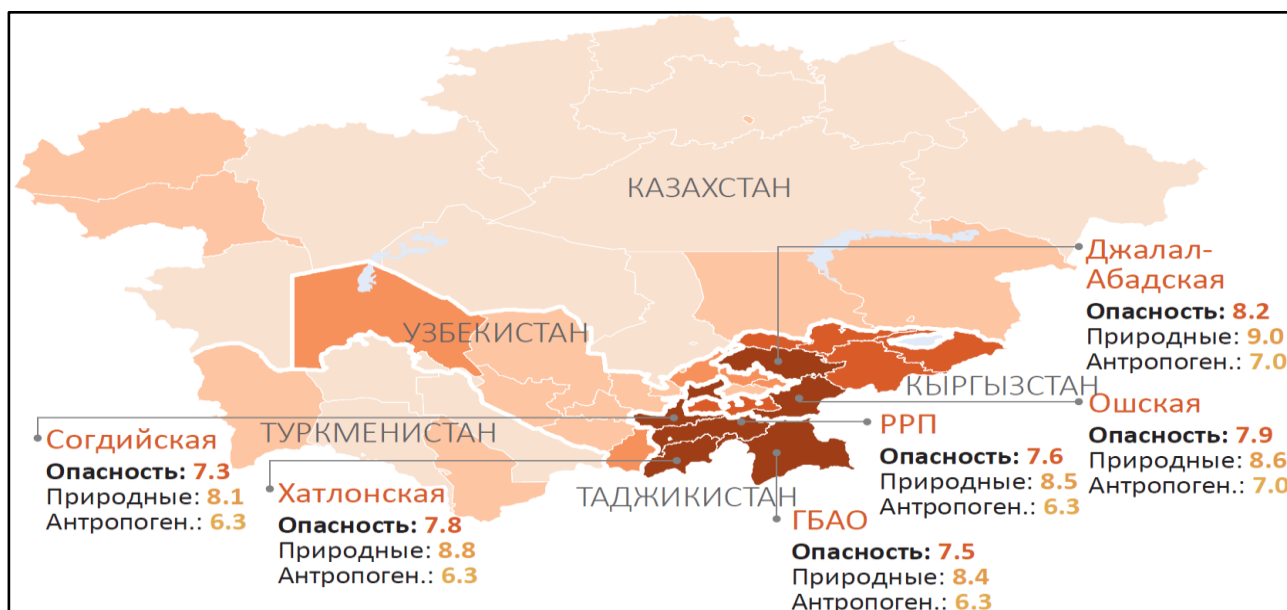 КАЗАХСТАН
УЗБЕКИСТАН
ТУРКМЕНИСТАН
КЫРГЫЗСТАН
ТАДЖИКИСТАН
Джалал-
Абадская
Опасность: 8.2
Природные: 9.0
Антропоген.: 7.0
Ошская
Опасность: 7.9
Природные: 8.6
Антропоген.: 7.0
РРП
Опасность: 7.6
Природные: 8.5
Антропоген.: 6.3
ГБАО
Опасность: 7.5
Природные: 8.4
Антропоген.: 6.3
Согдийская
Опасность: 7.3
Природные: 8.1
Антропоген.: 6.3
Хатлонская
Опасность: 7.8
Природные: 8.8
Антропоген.: 6.3